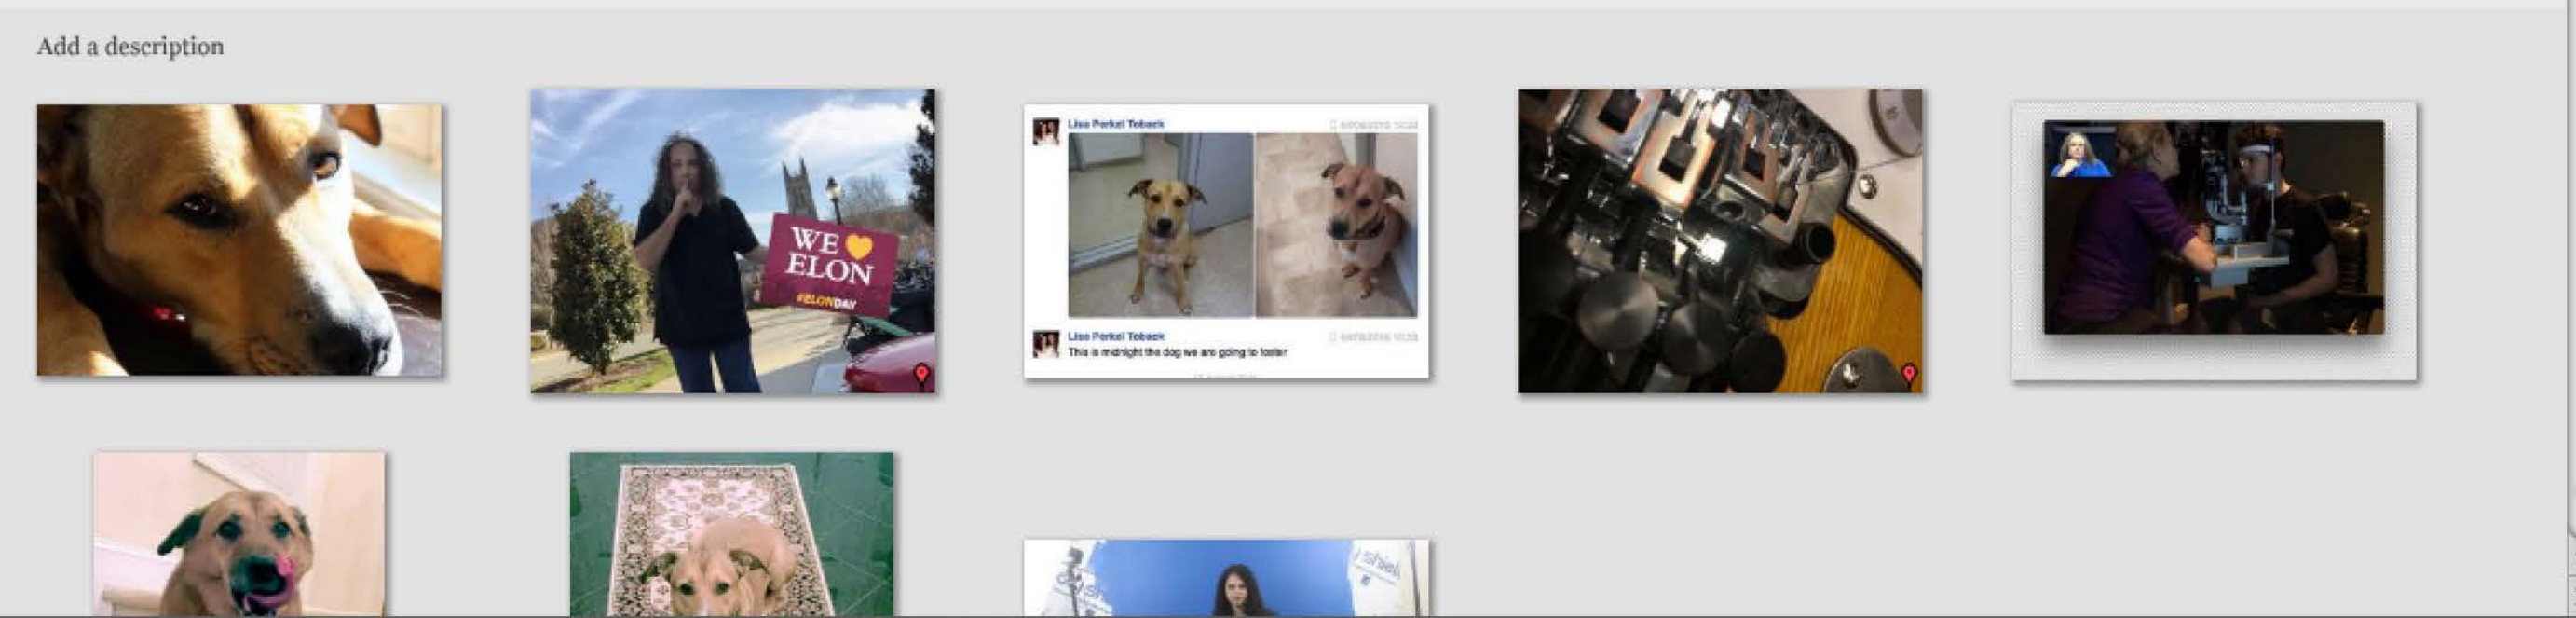 Add a description
WE
ELON
#ELONDAY
Lisa Perkel Toback
Lisa Perkel Toback
This is midnight the dog we are going to foster